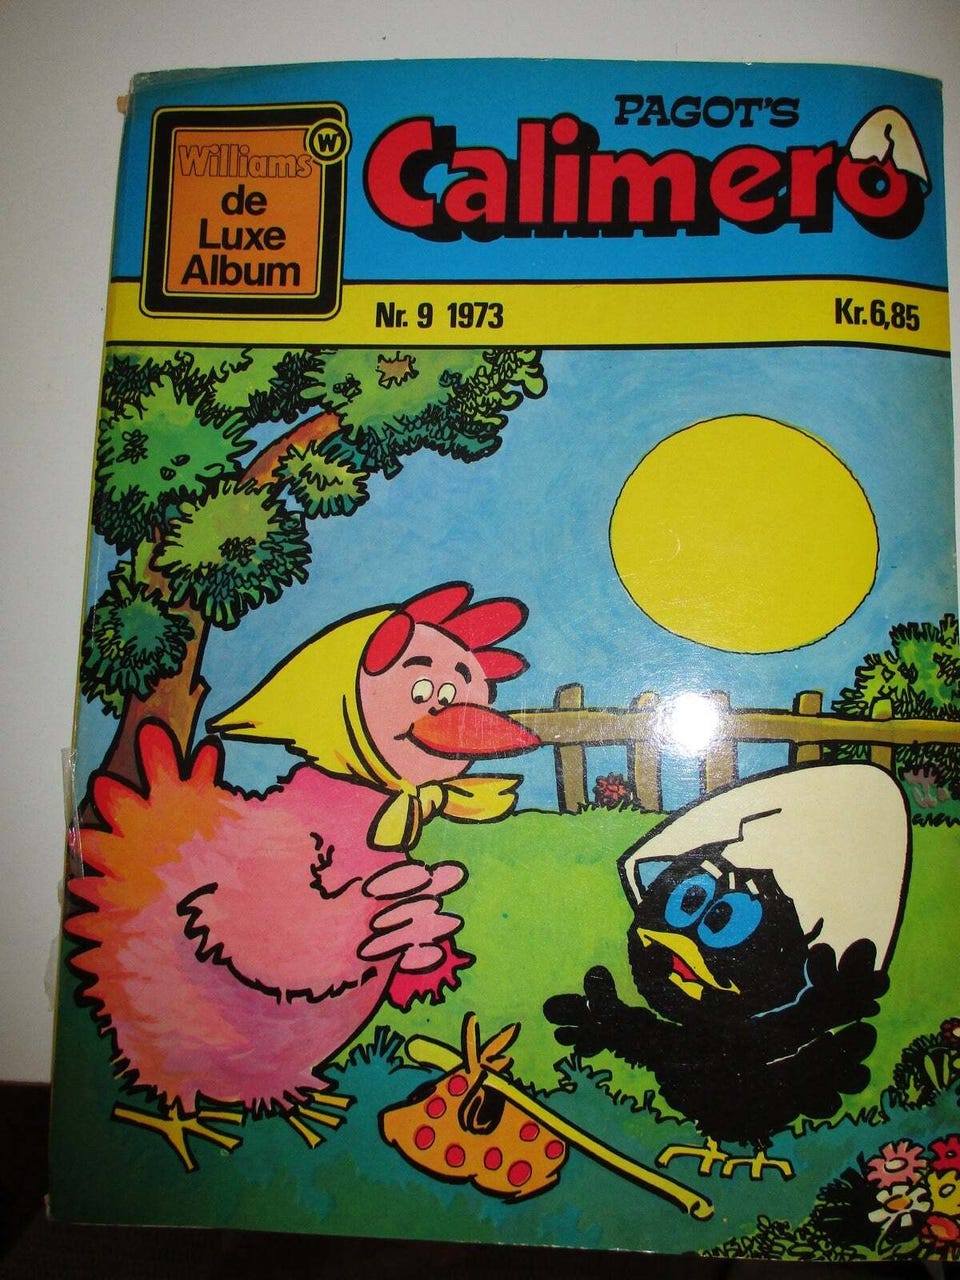 Williams
W
de
Luxe
Album
PAGOT'S
Calimero
Nr. 9 1973
Kr.6,85